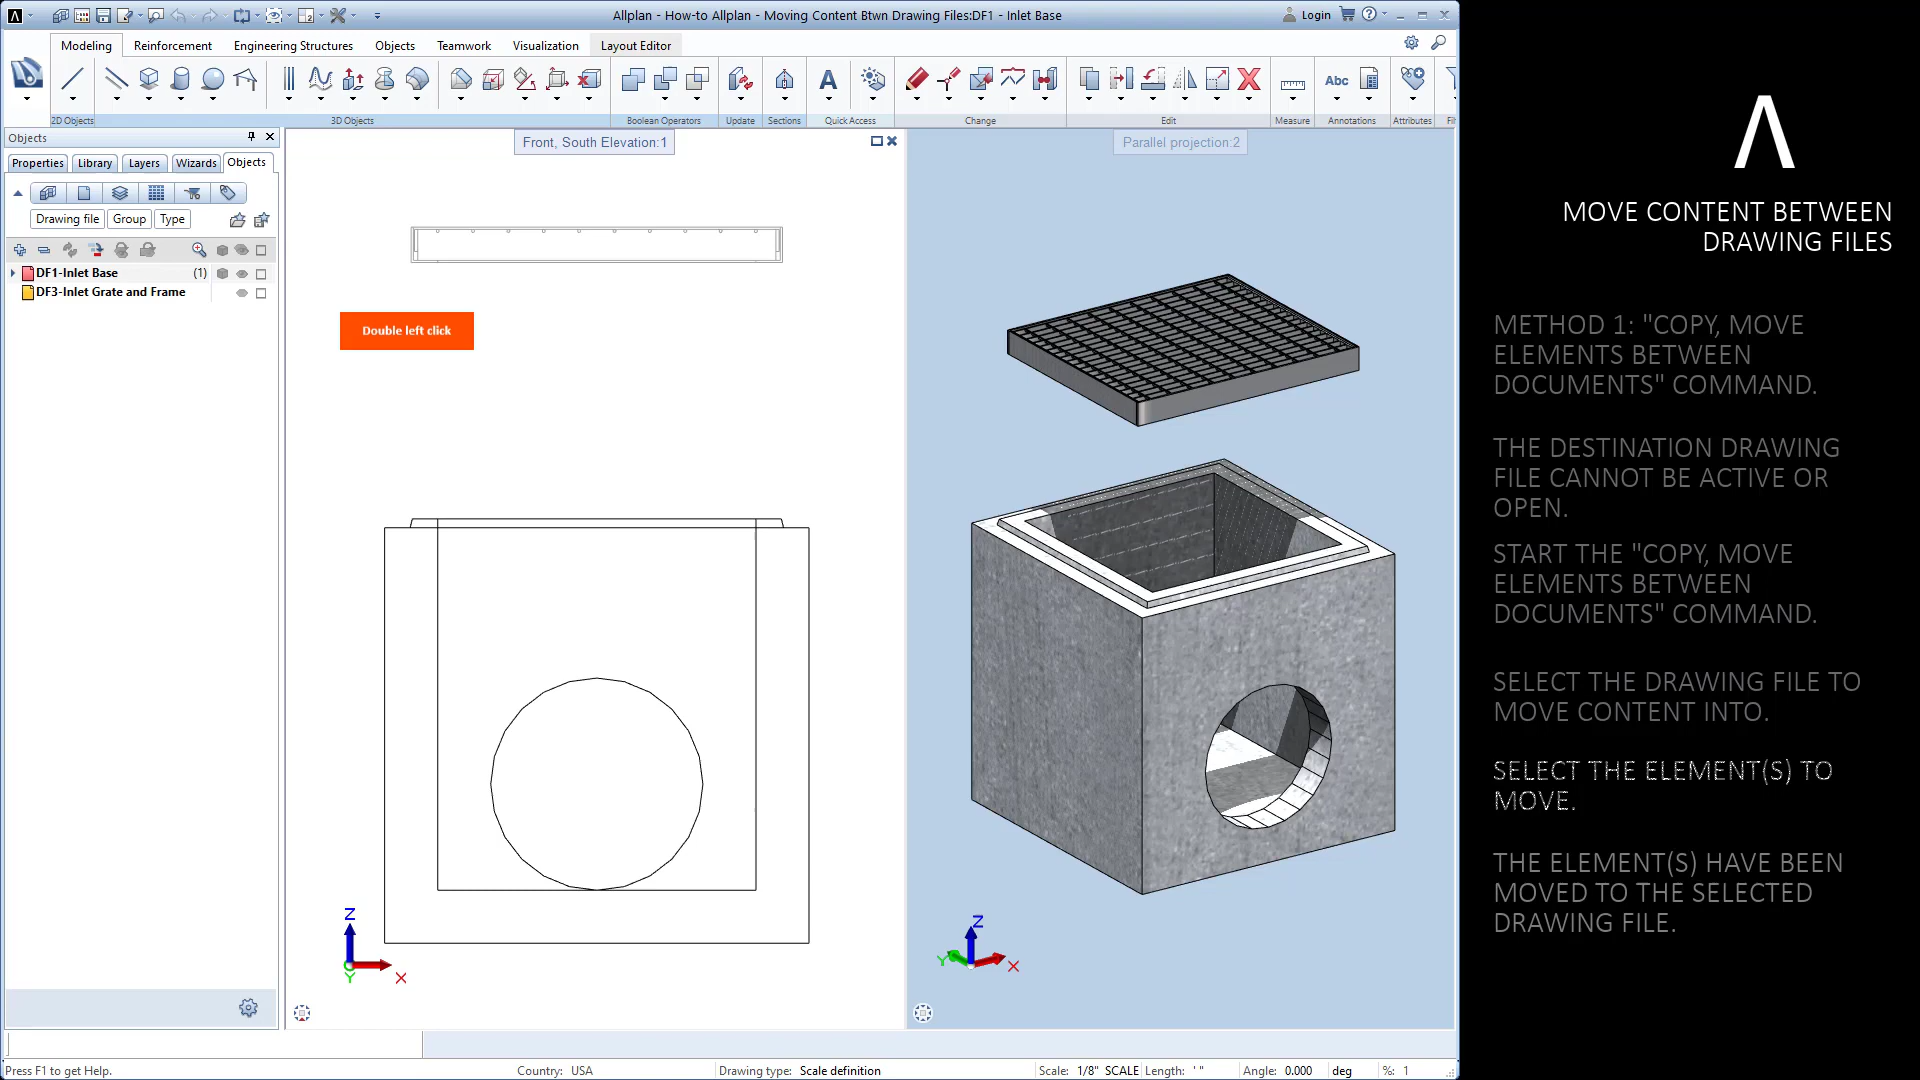 Allplan - How-to Allplan - Moving Content Btwn Drawing Files:DF1 - Inlet Base
Login
Modeling
Reinforcement
Engineering Structures
Objects
Teamwork
Visualization
Layout Editor
2D Objects
3D Objects
Boolean Operators
Update
Sections
Quick Access
Change
Edit
Measure
Abc
Annotations
Attributes
Objects
Properties
Library
Layers
Wizards
Objects
Drawing file
Group
Type
DF1-Inlet Base (1)
DF3-Inlet Grate and Frame
Front, South Elevation:1
Parallel projection:2
Double left click
Z
Y
X
Z
Y
X
Press F1 to get Help.
Country: USA
Drawing type: Scale definition
Scale: 1/8" SCALE
Length: ' "
Angle: 0.000 deg
%: 1
MOVE CONTENT BETWEEN
DRAWING FILES
METHOD 1: "COPY, MOVE
ELEMENTS BETWEEN
DOCUMENTS" COMMAND.
THE DESTINATION DRAWING
FILE CANNOT BE ACTIVE OR
OPEN.
START THE "COPY, MOVE
ELEMENTS BETWEEN
DOCUMENTS" COMMAND.
SELECT THE DRAWING FILE TO
MOVE CONTENT INTO.
SELECT THE ELEMENT(S) TO
MOVE.
THE ELEMENT(S) HAVE BEEN
MOVED TO THE SELECTED
DRAWING FILE.